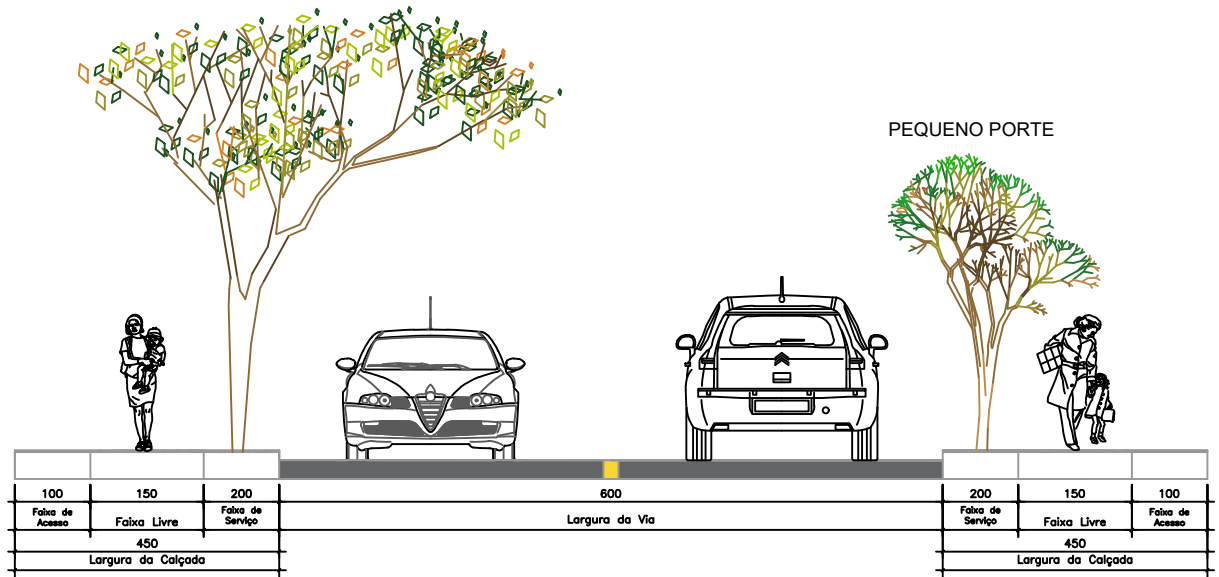 PEQUENO PORTE
100 150 200 600 200 150 100
Faixa de Acesso Faixa Livre Faixa de Serviço Largura da Via Faixa de Serviço Faixa Livre Faixa de Acesso
450 450
Largura da Calçada Largura da Calçada